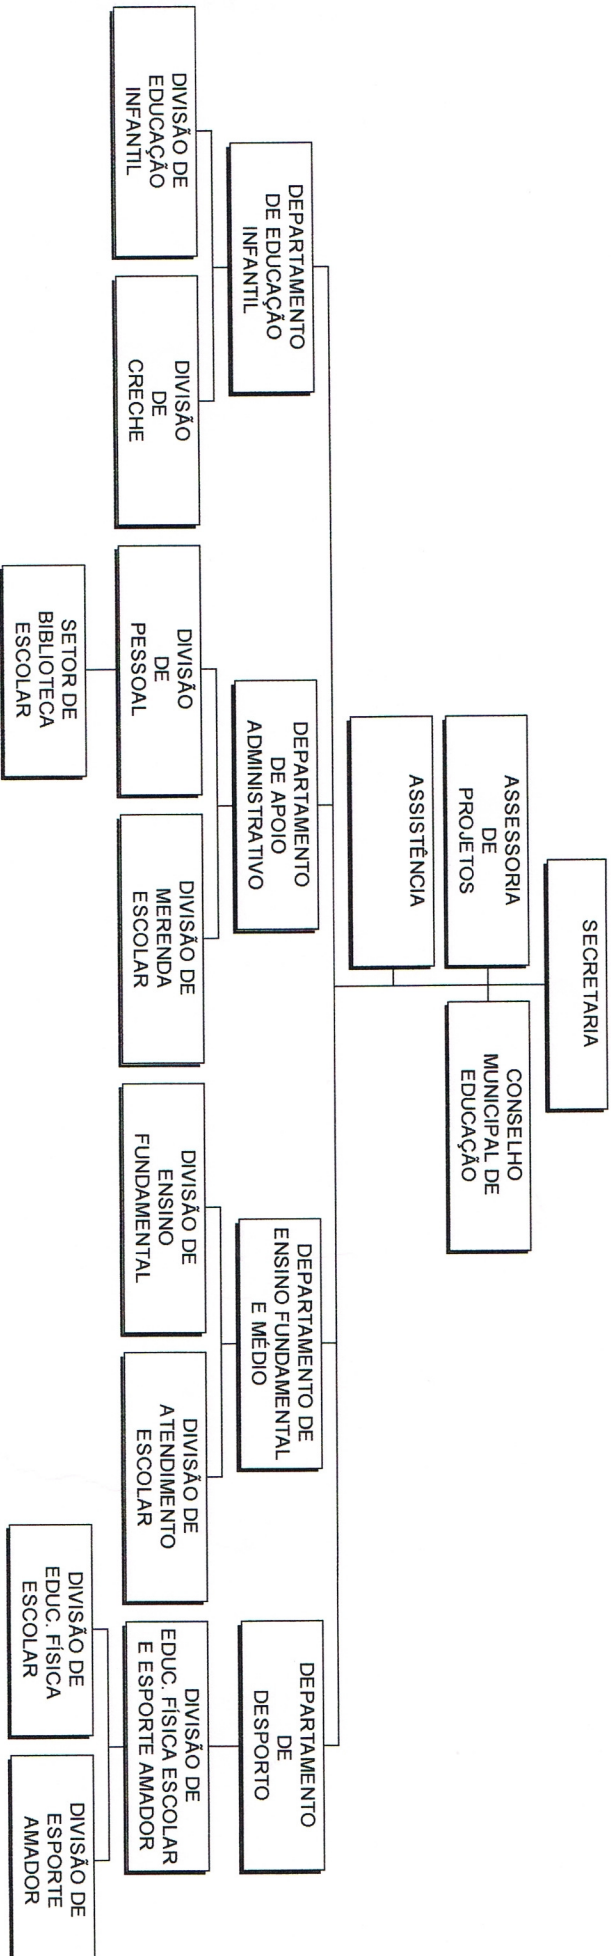 SECRETARIA
ASSESSORIA
DE
PROJETOS
CONSELHO
MUNICIPAL DE
EDUCAÇÃO
ASSISTÊNCIA
DEPARTAMENTO
DE EDUCAÇÃO
INFANTIL
DEPARTAMENTO
DE APOIO
ADMINISTRATIVO
DEPARTAMENTO DE
ENSINO FUNDAMENTAL
E MÉDIO
DEPARTAMENTO
DE
DESPORTO
DIVISÃO DE
EDUCAÇÃO
INFANTIL
DIVISÃO
DE
CRECHE
DIVISÃO
DE
PESSOAL
DIVISÃO DE
MERENDA
ESCOLAR
DIVISÃO DE
ENSINO
FUNDAMENTAL
DIVISÃO DE
ATENDIMENTO
ESCOLAR
DIVISÃO DE
EDUC. FÍSICA ESCOLAR
E ESPORTE AMADOR
SETOR DE
BIBLIOTECA
ESCOLAR
DIVISÃO DE
EDUC. FÍSICA
ESCOLAR
DIVISÃO DE
ESPORTE
AMADOR